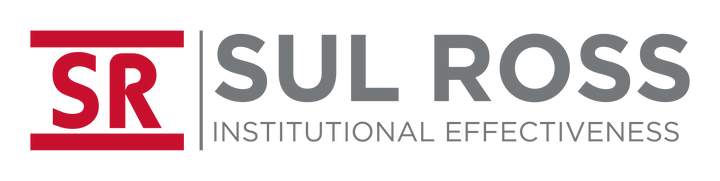 SR
SUL ROSS
INSTITUTIONAL EFFECTIVENESS